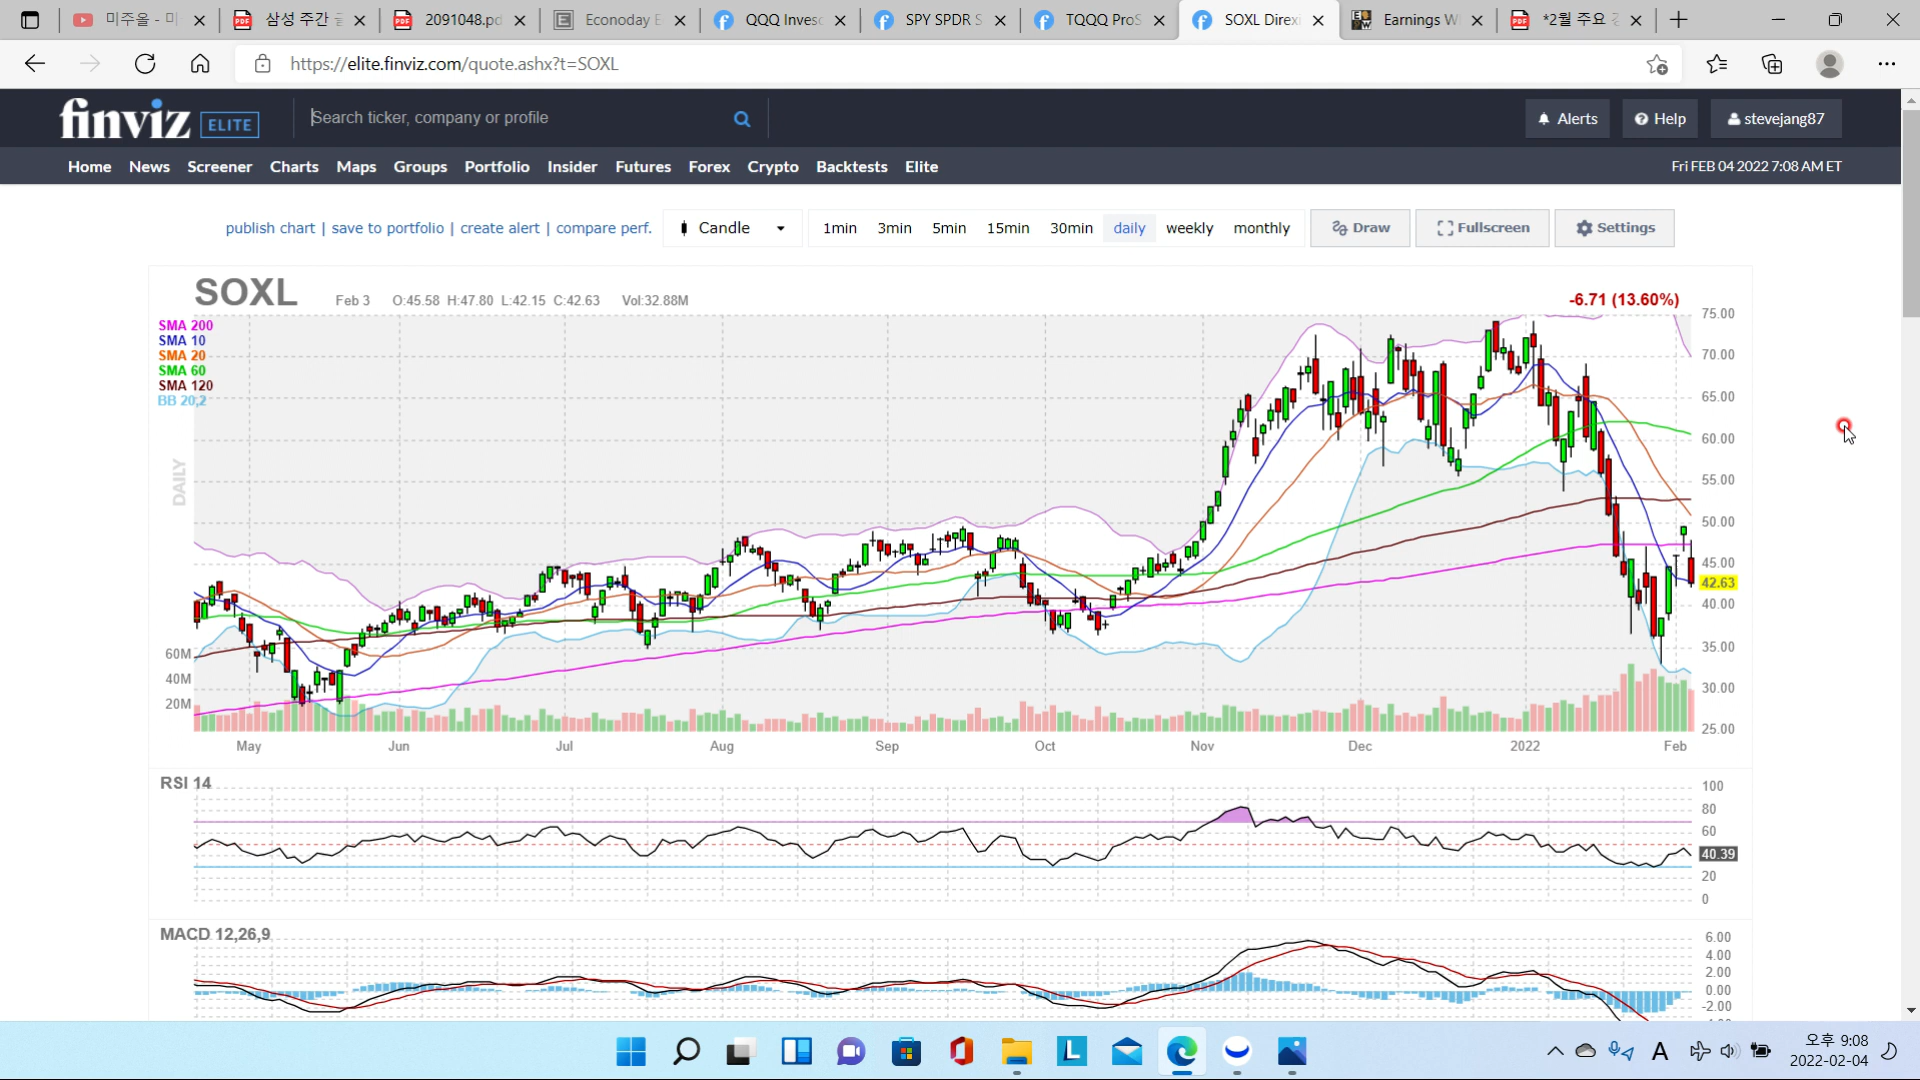 미주올 - 미
삼성 주간
2091048.pd
Econoday E
QQQ Invesc
SPY SPDR S
TQQQ ProS
SOXL Direx
Earnings W
*2월 주요
https://elite.finviz.com/quote.ashx?t=SOXL
finviz ELITE
Search ticker, company or profile
Alerts
Help
stevejang87
Home News Screener Charts Maps Groups Portfolio Insider Futures Forex Crypto Backtests Elite
Fri FEB 04 2022 7:08 AM ET
publish chart | save to portfolio | create alert | compare perf.
Candle
1min 3min 5min 15min 30min daily weekly monthly
Draw
Fullscreen
Settings
SOXL
Feb 3 O:45.58 H:47.80 L:42.15 C:42.63 Vol:32.88M
-6.71 (13.60%)
SMA 200
SMA 10
SMA 20
SMA 60
SMA 120
BB 20,2
DAILY
75.00
70.00
65.00
60.00
55.00
50.00
45.00
42.63
40.00
35.00
30.00
25.00
60M
40M
20M
May Jun Jul Aug Sep Oct Nov Dec 2022 Feb
RSI 14
100
80
60
40.39
20
0
MACD 12,26,9
6.00
4.00
2.00
0.00
-2.00
A
오후 9:08
2022-02-04